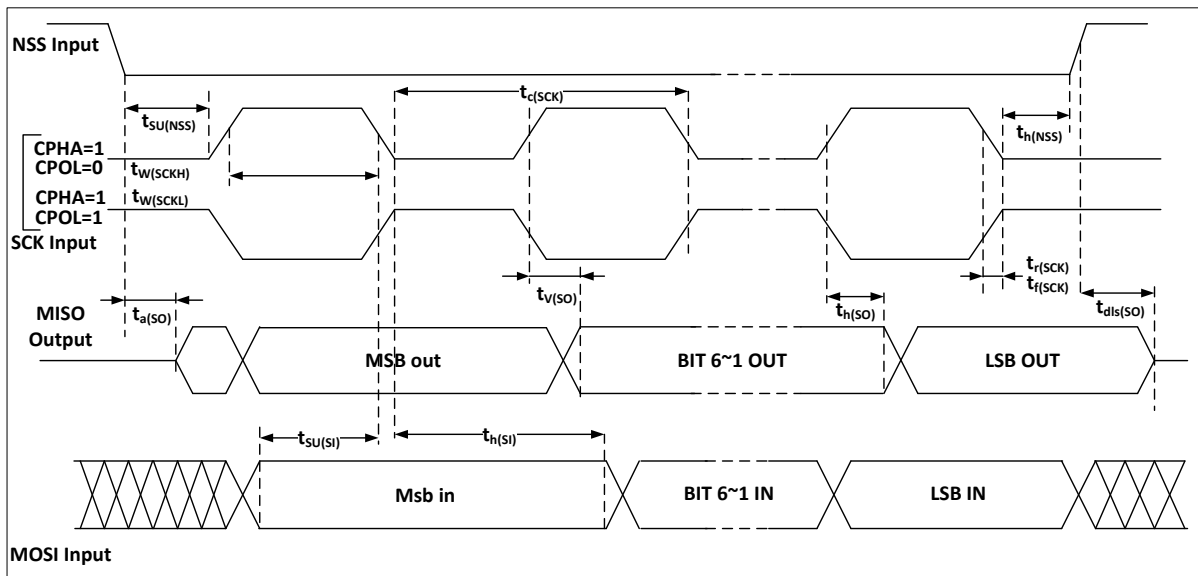 NSS Input
tc(SCK)
tSU(NSS)
th(NSS)
CPHA=1
CPOL=0
tW(SCKH)
CPHA=1
tW(SCKL)
CPOL=1
SCK Input
tr(SCK)
tV(SO)
tf(SCK)
ta(SO)
th(SO)
tdls(SO)
MISO
Output
MSB out
BIT 6~1 OUT
LSB OUT
tSU(SI)
th(SI)
Msb in
BIT 6~1 IN
LSB IN
MOSI Input